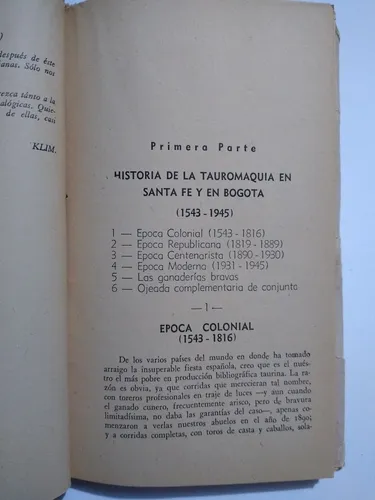 )
después de éste
anos. Sólo nos
enca tánto a la
alógicas. Quie-
de ellas, casi
KLIM.
Primera Parte
HISTORIA DE LA TAUROMAQUIA EN
SANTA FE Y EN BOGOTA
(1543-1945)
1 — Epoca Colonial (1543-1816)
2 — Epoca Republicana (1819-1889)
3 — Epoca Centenarista (1890-1930)
4 — Epoca Moderna (1931-1945)
5 — Las ganaderías bravas
6 — Ojeada complementaria de conjunto
—1—
EPOCA COLONIAL
(1543-1816)
De los varios países del mundo en donde ha tomado
arraigo la insuperable fiesta española, creo que es el nués-
tro el más pobre en producción bibliográfica taurina. La ra-
zón es obvia, ya que corridas que merecieran tal nombre,
con toreros profesionales en traje de luces —y aun cuando
el ganado cunero, frecuentemente arisco, pero de bravura
limitadísima, no daba las garantías del caso—, apenas co-
menzaron a verlas nuestros abuelos en el año de 1890;
y a corridas completas, con toros de casta y caballos, sola-